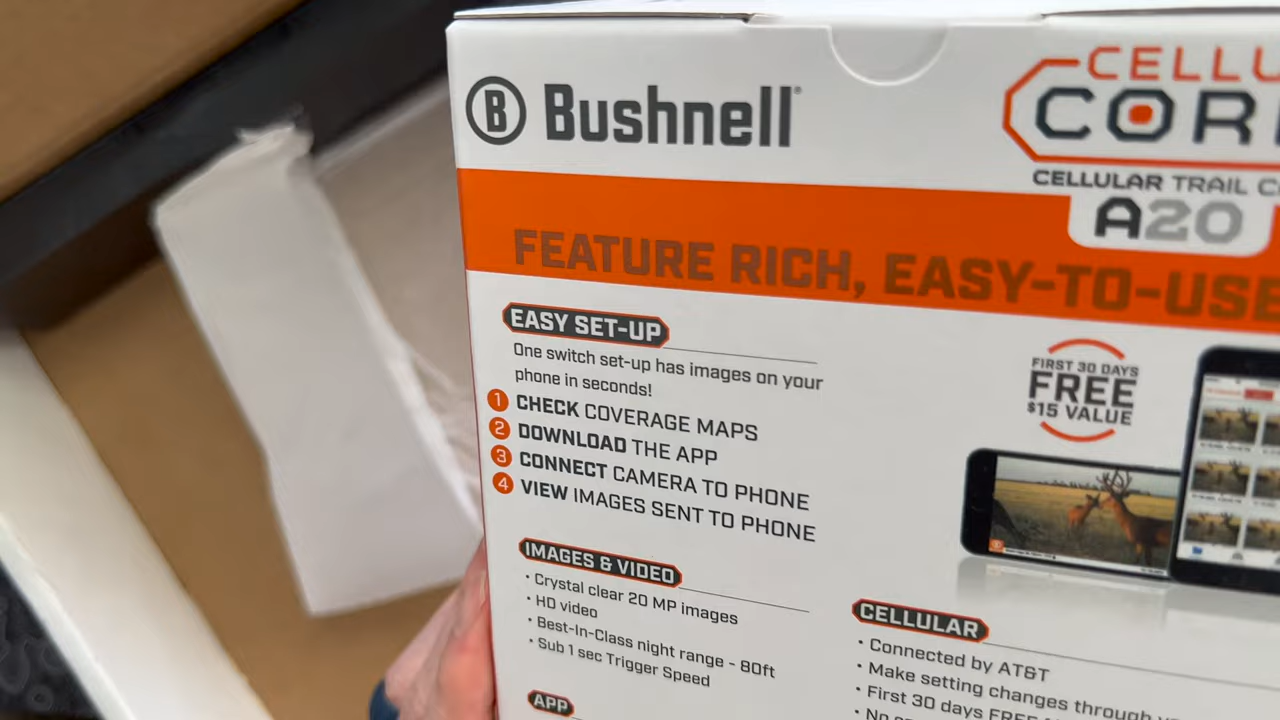 B Bushnell
CELLU
COR
CELLULAR TRAIL C
A20
FEATURE RICH, EASY-TO-USE
EASY SET-UP
One switch set-up has images on your
phone in seconds!
1 CHECK COVERAGE MAPS
2 DOWNLOAD THE APP
3 CONNECT CAMERA TO PHONE
4 VIEW IMAGES SENT TO PHONE
FIRST 30 DAYS
FREE
$15 VALUE
IMAGES & VIDEO
• Crystal clear 20 MP images
• HD video
• Best-In-Class night range - 80ft
• Sub 1 sec Trigger Speed
APP
CELLULAR
• Connected by AT&T
• Make setting changes through
• First 30 days FREE
• No